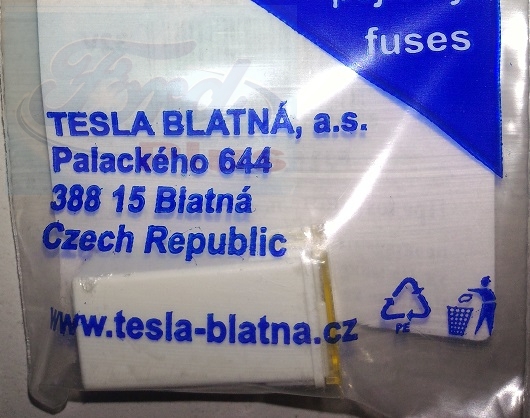 fuses
TESLA BLATNÁ, a.s.
Palackého 644
388 15 Blatná
Czech Republic
www.tesla-blatna.cz
PE